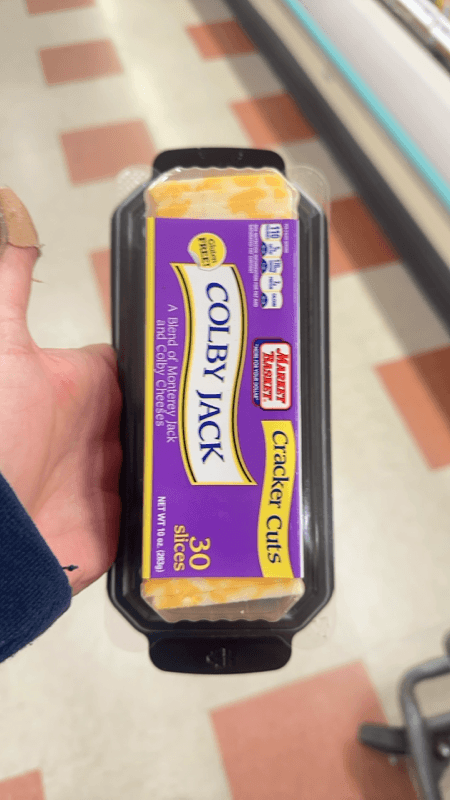 MARKET
BASKET
Cracker Cuts
Gluten
FREE!
COLBY JACK
A Blend of Monterey Jack
and Colby Cheeses
30
slices
NET WT 10 oz. (283g)
110